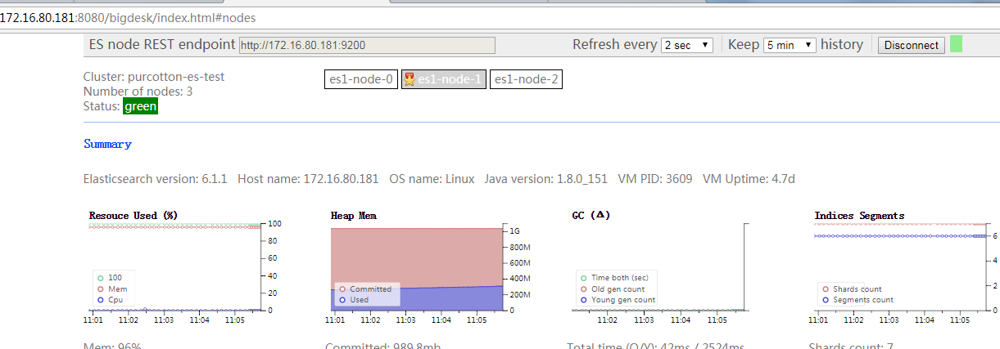 172.16.80.181:8080/bigdesk/index.html#nodes
ES node REST endpoint http://172.16.80.181:9200 Refresh every 2 sec Keep 5 min history Disconnect
Cluster: purcotton-es-test
Number of nodes: 3
Status: green
es1-node-0 es1-node-1 es1-node-2
Summary
Elasticsearch version: 6.1.1 Host name: 172.16.80.181 OS name: Linux Java version: 1.8.0_151 VM PID: 3609 VM Uptime: 4.7d
Resouce Used (%)
100
80
60
40
20
0
100
Mem
Cpu
11:01 11:02 11:03 11:04 11:05
Heap Mem
1G
800M
600M
400M
200M
0
Committed
Used
11:01 11:02 11:03 11:04 11:05
GC (Δ)
Time both (sec)
Old gen count
Young gen count
11:02 11:03 11:04 11:05
Indices Segments
6
4
2
0
Shards count
Segments count
11:01 11:02 11:03 11:04 11:05
Mem: 96%
Committed: 989.8mb
Total time (O/Y): 42ms / 2524ms
Shards count: 7